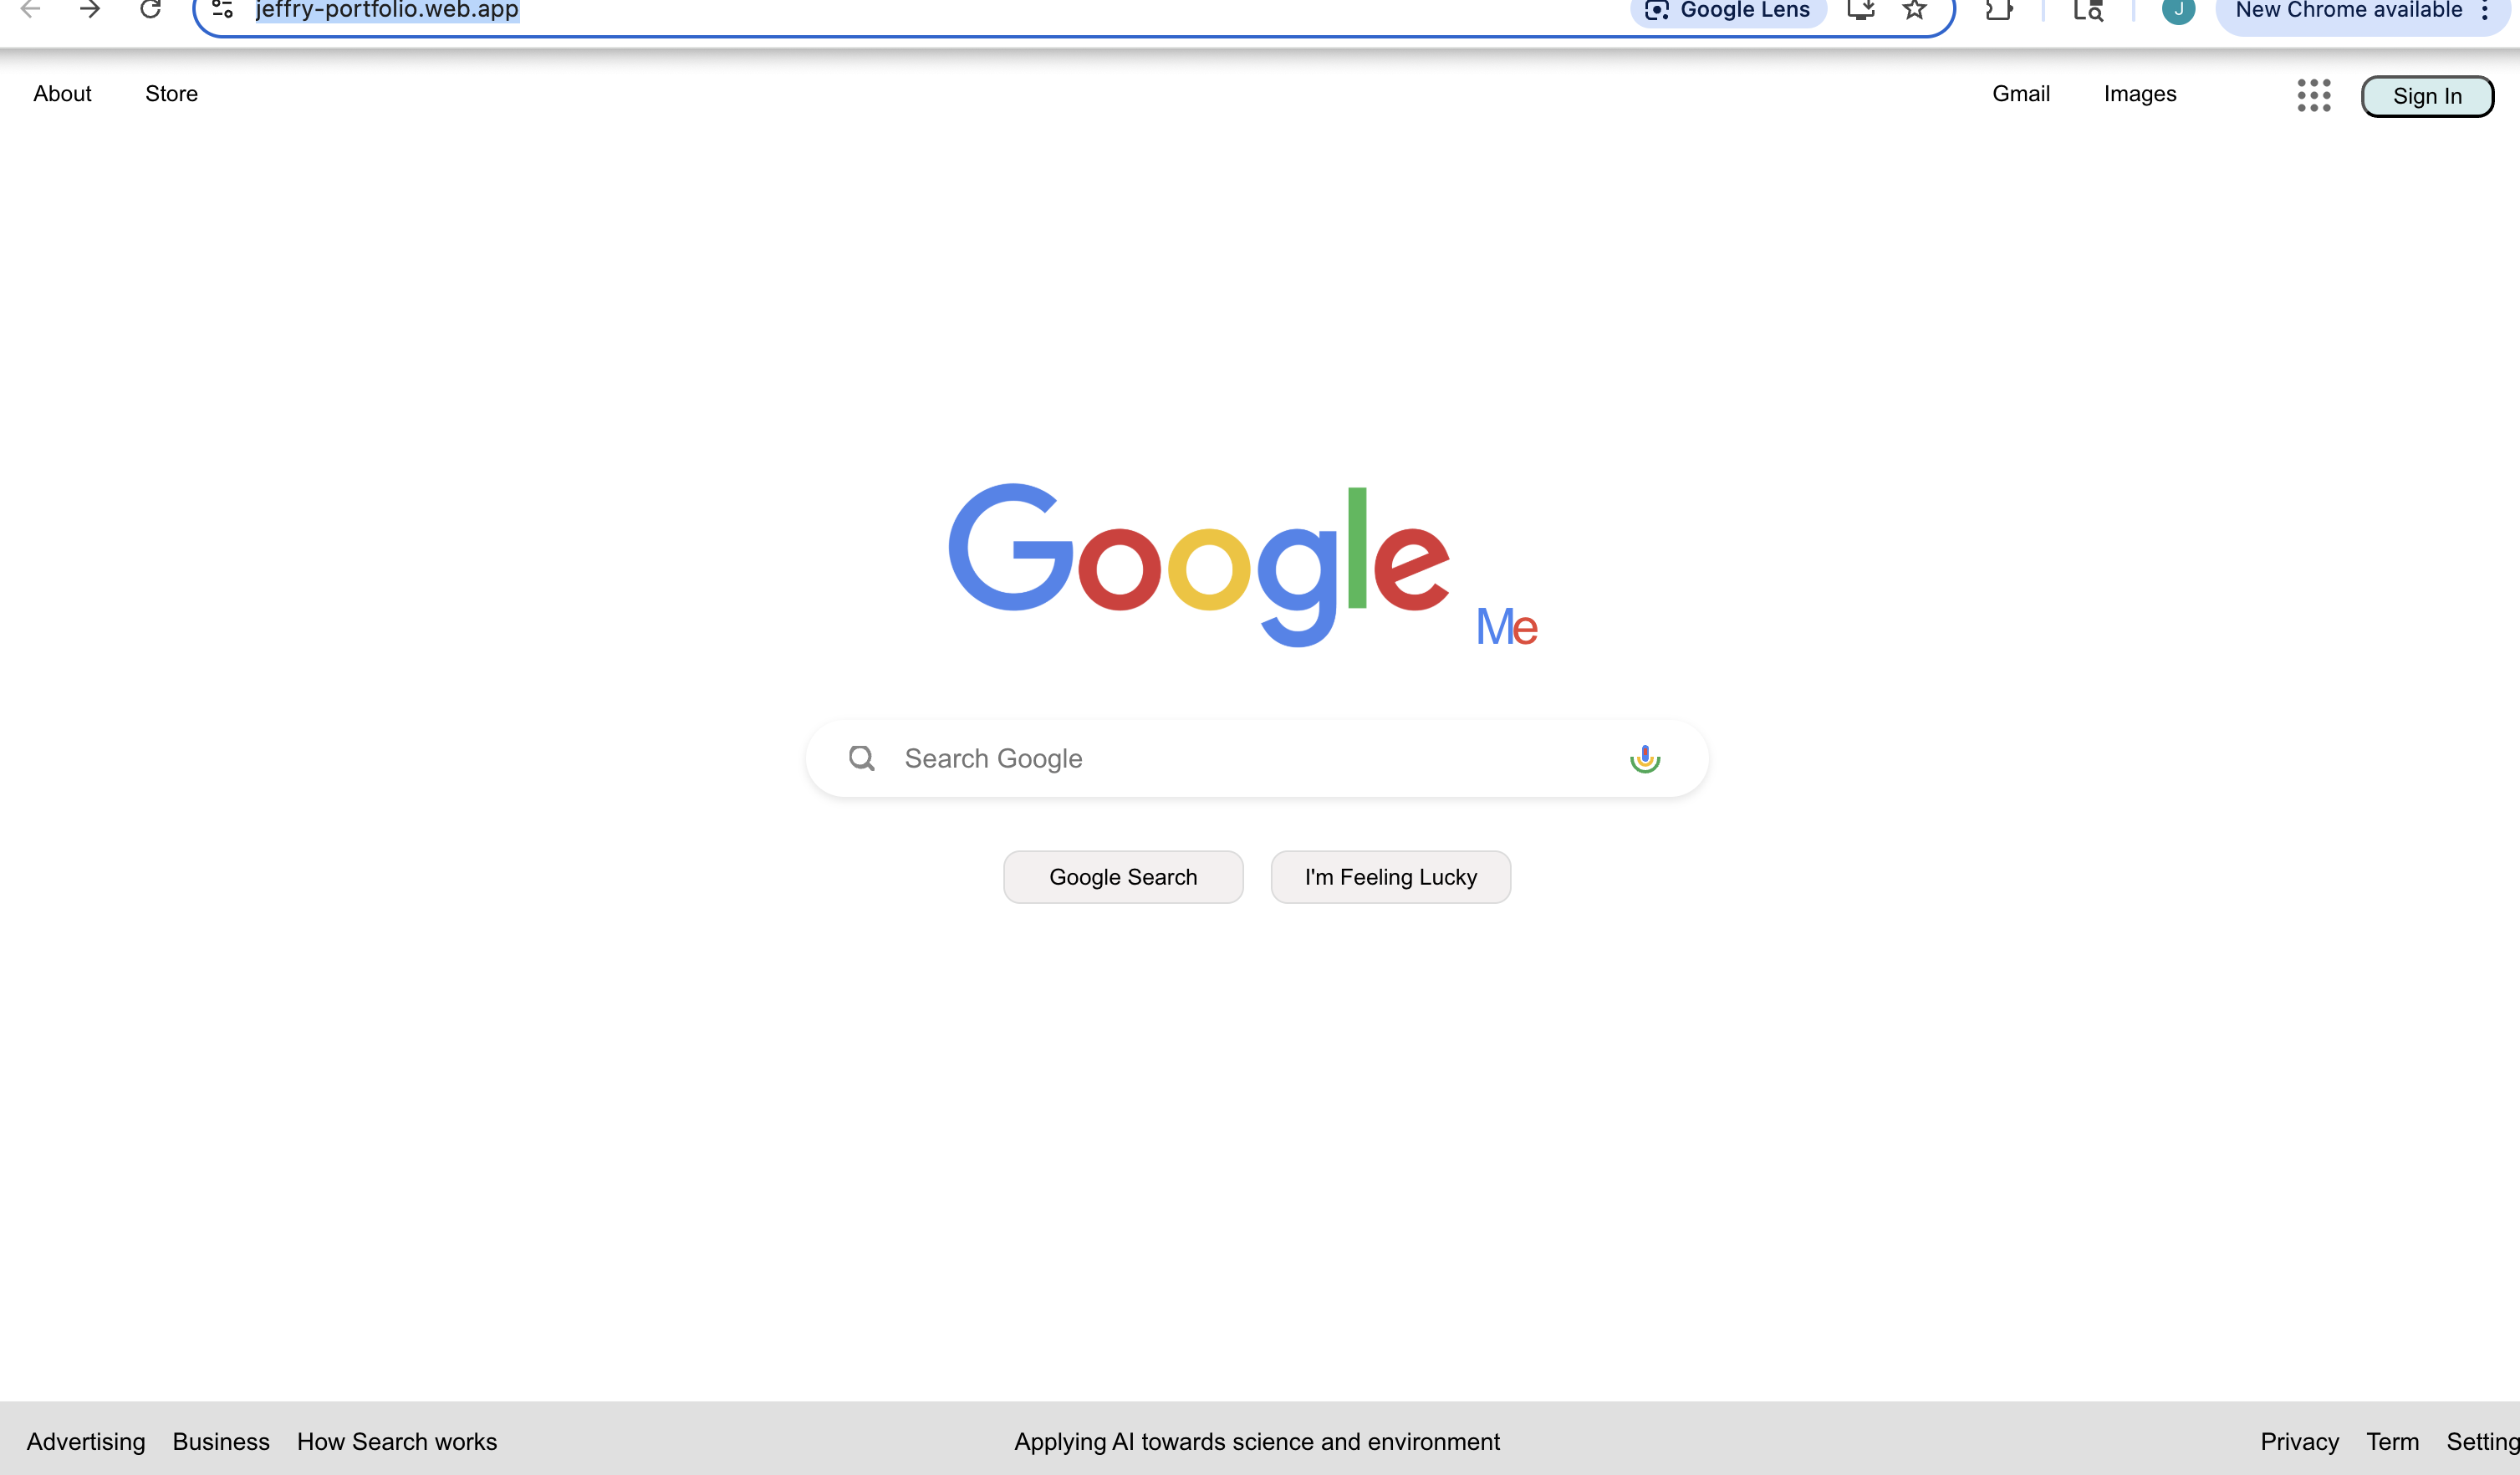 jeffry-portfolio.web.app Google Lens J New Chrome available
About Store Gmail Images Sign In
Google Me
Search Google
Google Search I'm Feeling Lucky
Advertising Business How Search works Applying AI towards science and environment Privacy Term Setting